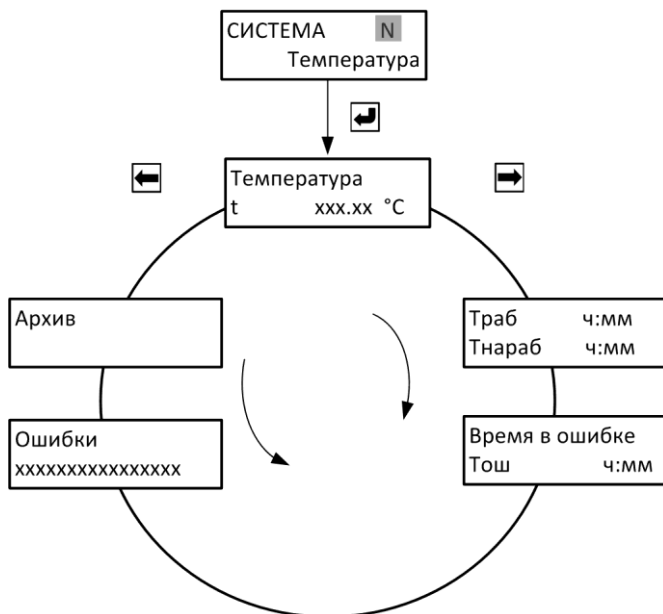 СИСТЕМА N
Температура
Температура
t xxx.xx °C
Архив
Траб ч:мм
Тнараб ч:мм
Ошибки
xxxxxxxxxxxxxxxx
Время в ошибке
Тош ч:мм